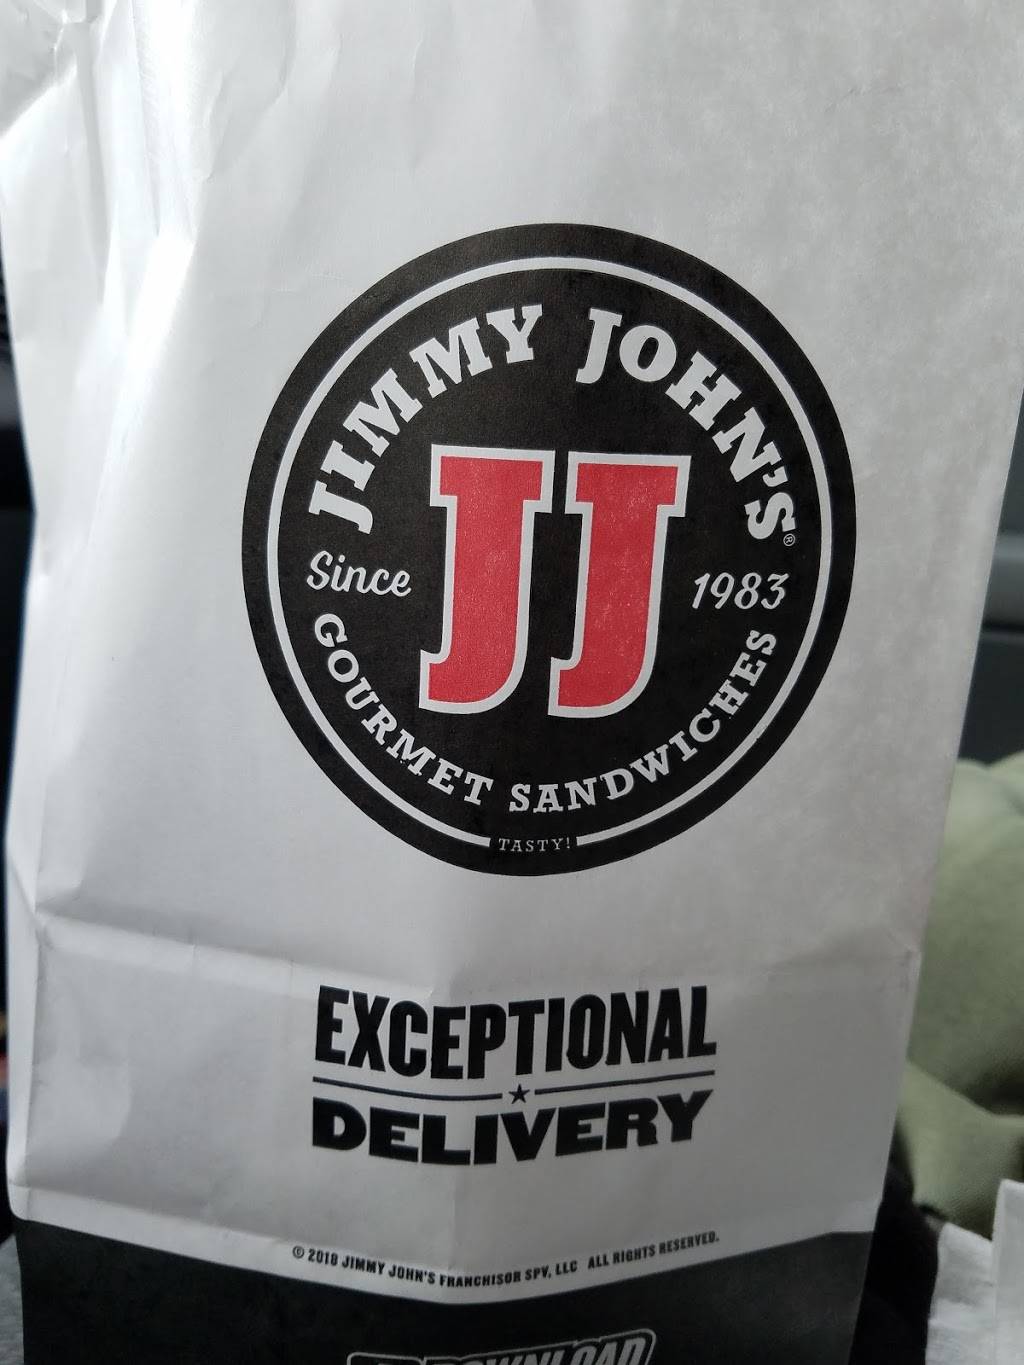 JIMMY JOHN'S®
JJ
Since 1983
GOURMET SANDWICHES
TASTY!
EXCEPTIONAL
DELIVERY
© 2018 JIMMY JOHN'S FRANCHISOR SPV, LLC ALL RIGHTS RESERVED.
DOWNLOAD